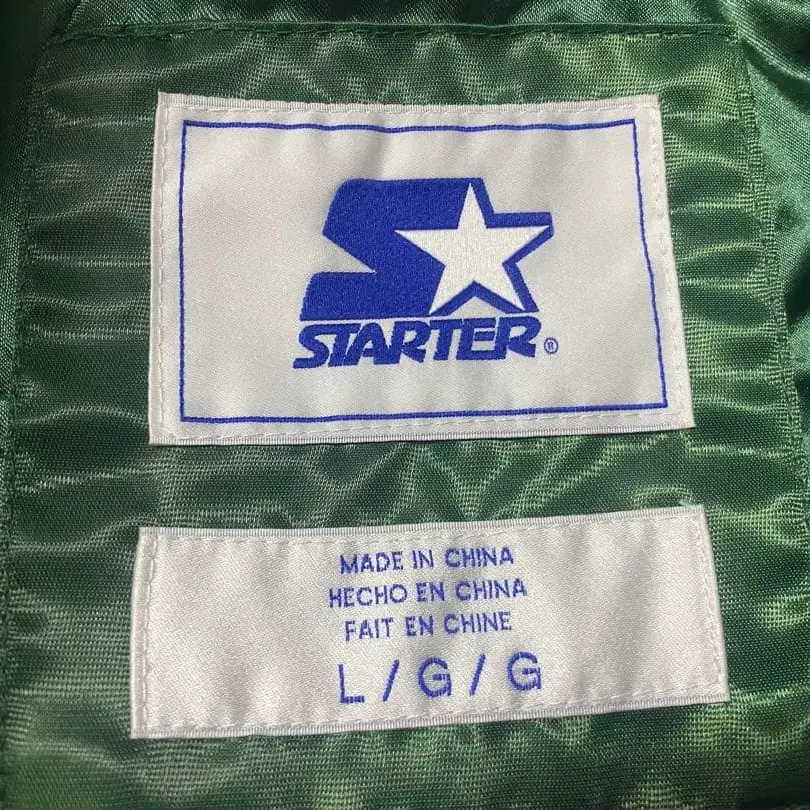 STARTER®
MADE IN CHINA
HECHO EN CHINA
FAIT EN CHINE
L / G / G